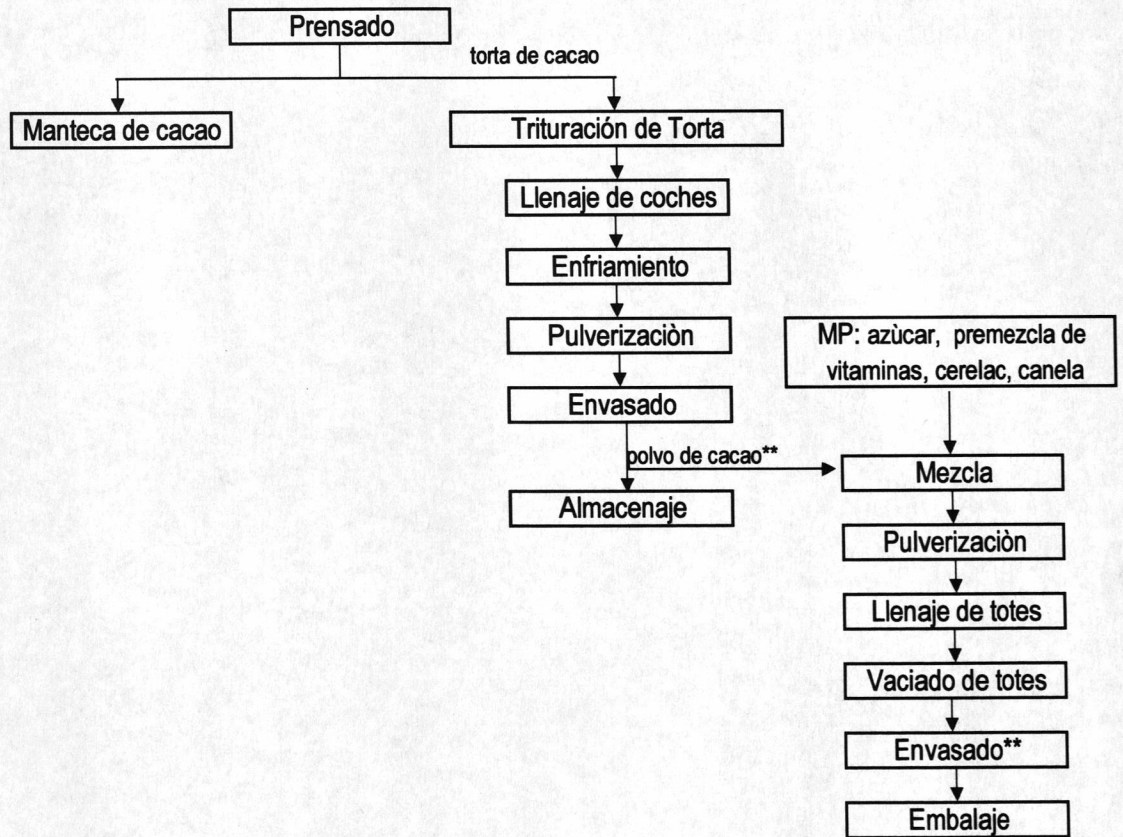 Prensado
torta de cacao
Manteca de cacao
Trituración de Torta
Llenaje de coches
Enfriamiento
Pulverizaciòn
MP: azùcar, premezcla de
vitaminas, cerelac, canela
Envasado
polvo de cacao**
Mezcla
Almacenaje
Pulverizaciòn
Llenaje de totes
Vaciado de totes
Envasado**
Embalaje